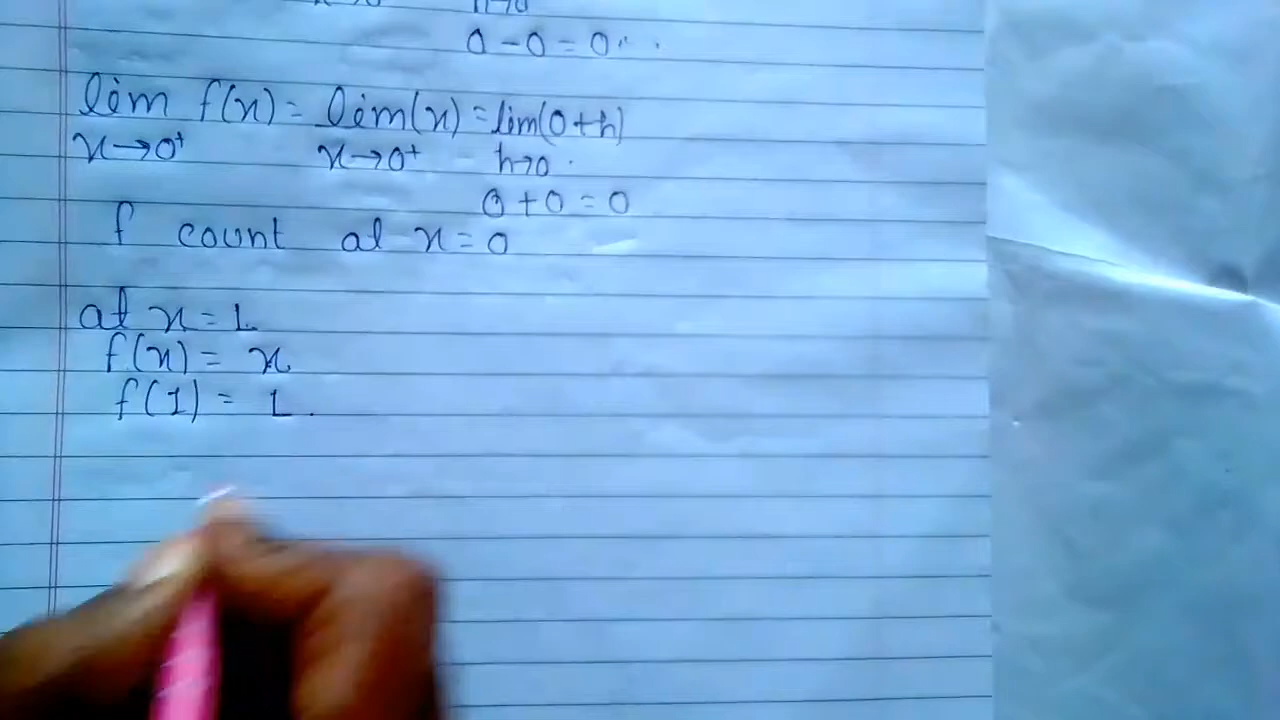 0 - 0 = 0
lim f(x) = lim(x) = lim(0+h)
x→0⁺ x→0⁺ h→0
0 + 0 = 0
f count at x = 0
at x = 1
f(x) = x
f(1) = 1.